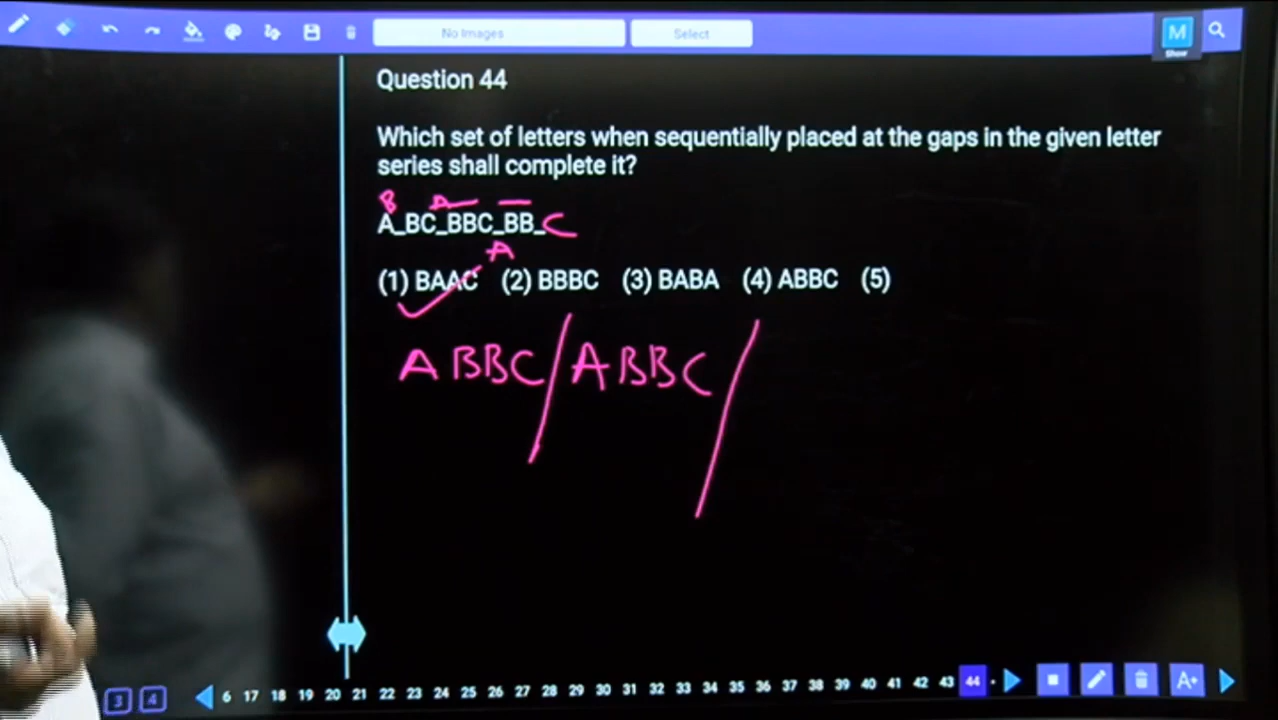 No Images Select M
Show
Question 44
Which set of letters when sequentially placed at the gaps in the given letter
series shall complete it?
B A
A_BC_BBC_BB_C
A
(1) BAAC (2) BBBC (3) BABA (4) ABBC (5)
ABBC/ABBC/
3 4 6 17 18 19 20 21 22 23 24 25 26 27 28 29 30 31 32 33 34 35 36 37 38 39 40 41 42 43 44 A+